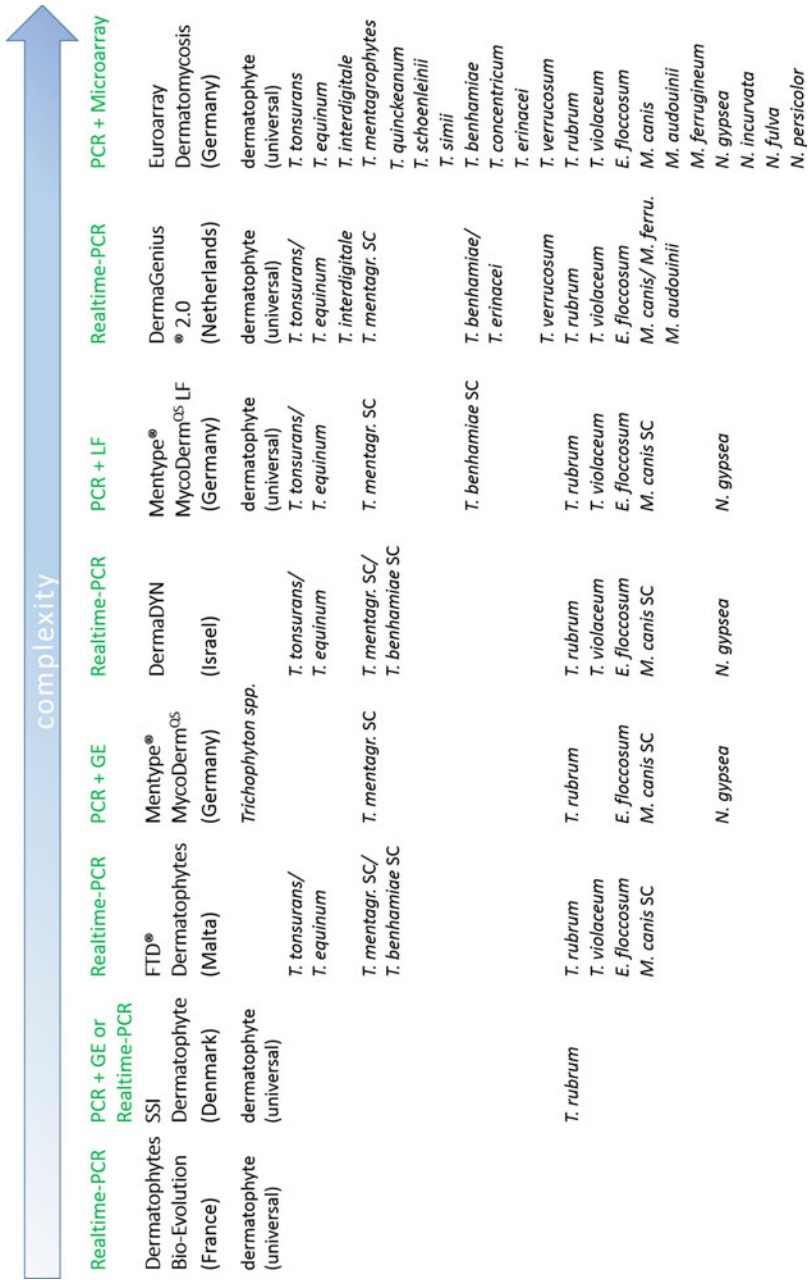 complexity
Realtime-PCR
Dermatophytes
Bio-Evolution
(France)
dermatophyte
(universal)
PCR + GE or
Realtime-PCR
SSI
Dermatophyte
(Denmark)
dermatophyte
(universal)
T. rubrum
Realtime-PCR
FTD®
Dermatophytes
(Malta)
T. tonsurans/
T. equinum
T. mentagr. SC/
T. benhamiae SC
T. rubrum
T. violaceum
E. floccosum
M. canis SC
PCR + GE
Mentype®
MycoDermQS
(Germany)
Trichophyton spp.
T. mentagr. SC
T. rubrum
E. floccosum
M. canis SC
N. gypsea
Realtime-PCR
DermaDYN
(Israel)
T. tonsurans/
T. equinum
T. mentagr. SC/
T. benhamiae SC
T. rubrum
T. violaceum
E. floccosum
M. canis SC
N. gypsea
PCR + LF
Mentype®
MycoDermQS LF
(Germany)
dermatophyte
(universal)
T. tonsurans/
T. equinum
T. mentagr. SC
T. benhamiae SC
T. rubrum
T. violaceum
E. floccosum
M. canis SC
N. gypsea
Realtime-PCR
DermaGenius
® 2.0
(Netherlands)
dermatophyte
(universal)
T. tonsurans/
T. equinum
T. interdigitale
T. mentagr. SC
T. benhamiae/
T. erinacei
T. verrucosum
T. rubrum
T. violaceum
E. floccosum
M. canis/ M. ferru.
M. audouinii
PCR + Microarray
Euroarray
Dermatomycosis
(Germany)
dermatophyte
(universal)
T. tonsurans
T. equinum
T. interdigitale
T. mentagrophytes
T. quinckeanum
T. schoenleinii
T. simii
T. benhamiae
T. concentricum
T. erinacei
T. verrucosum
T. rubrum
T. violaceum
E. floccosum
M. canis
M. audouinii
M. ferrugineum
N. gypsea
N. incurvata
N. fulva
N. persicolor